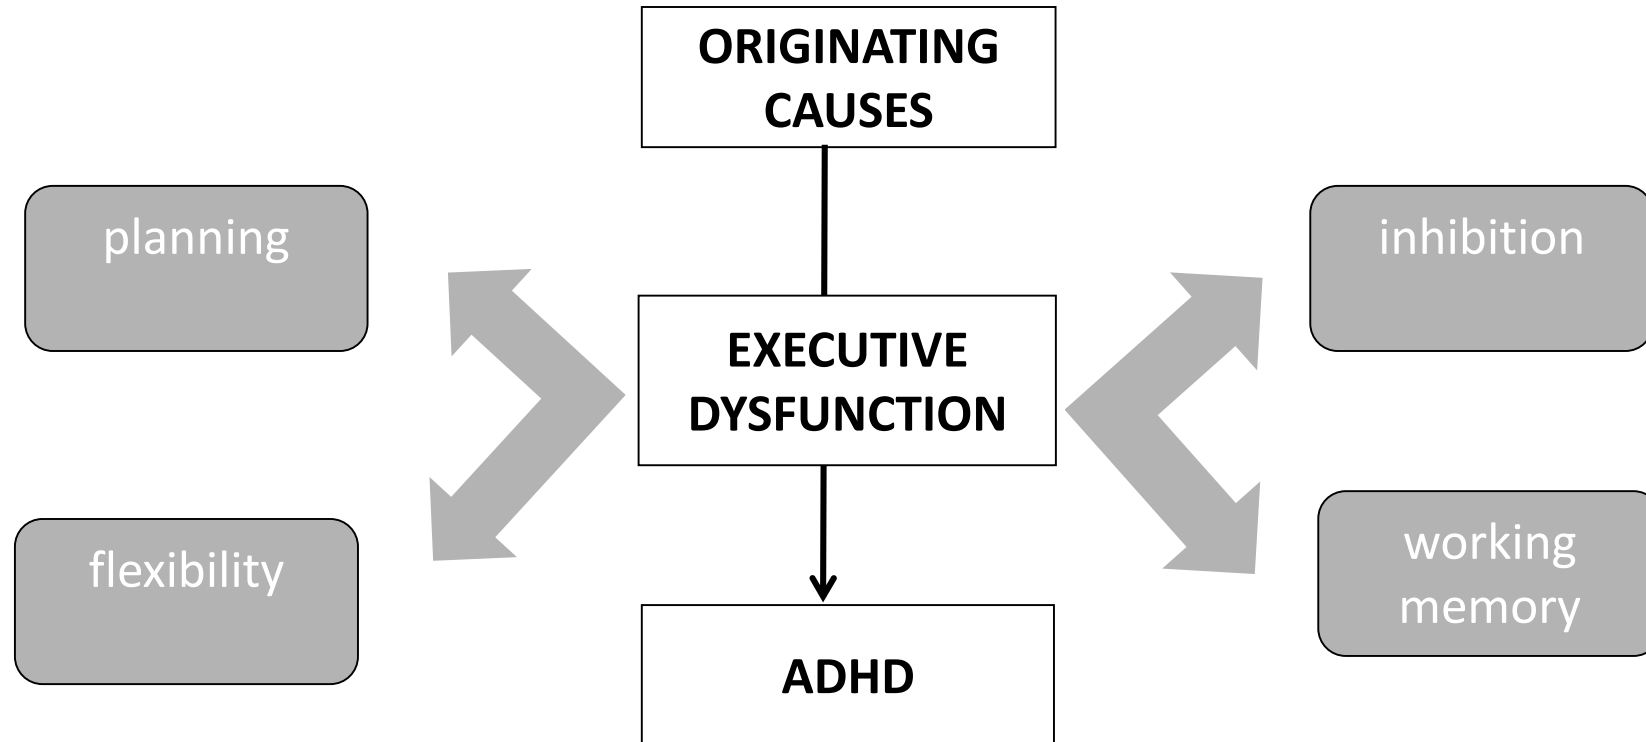 ORIGINATING
CAUSES
planning
inhibition
EXECUTIVE
DYSFUNCTION
flexibility
working
memory
ADHD